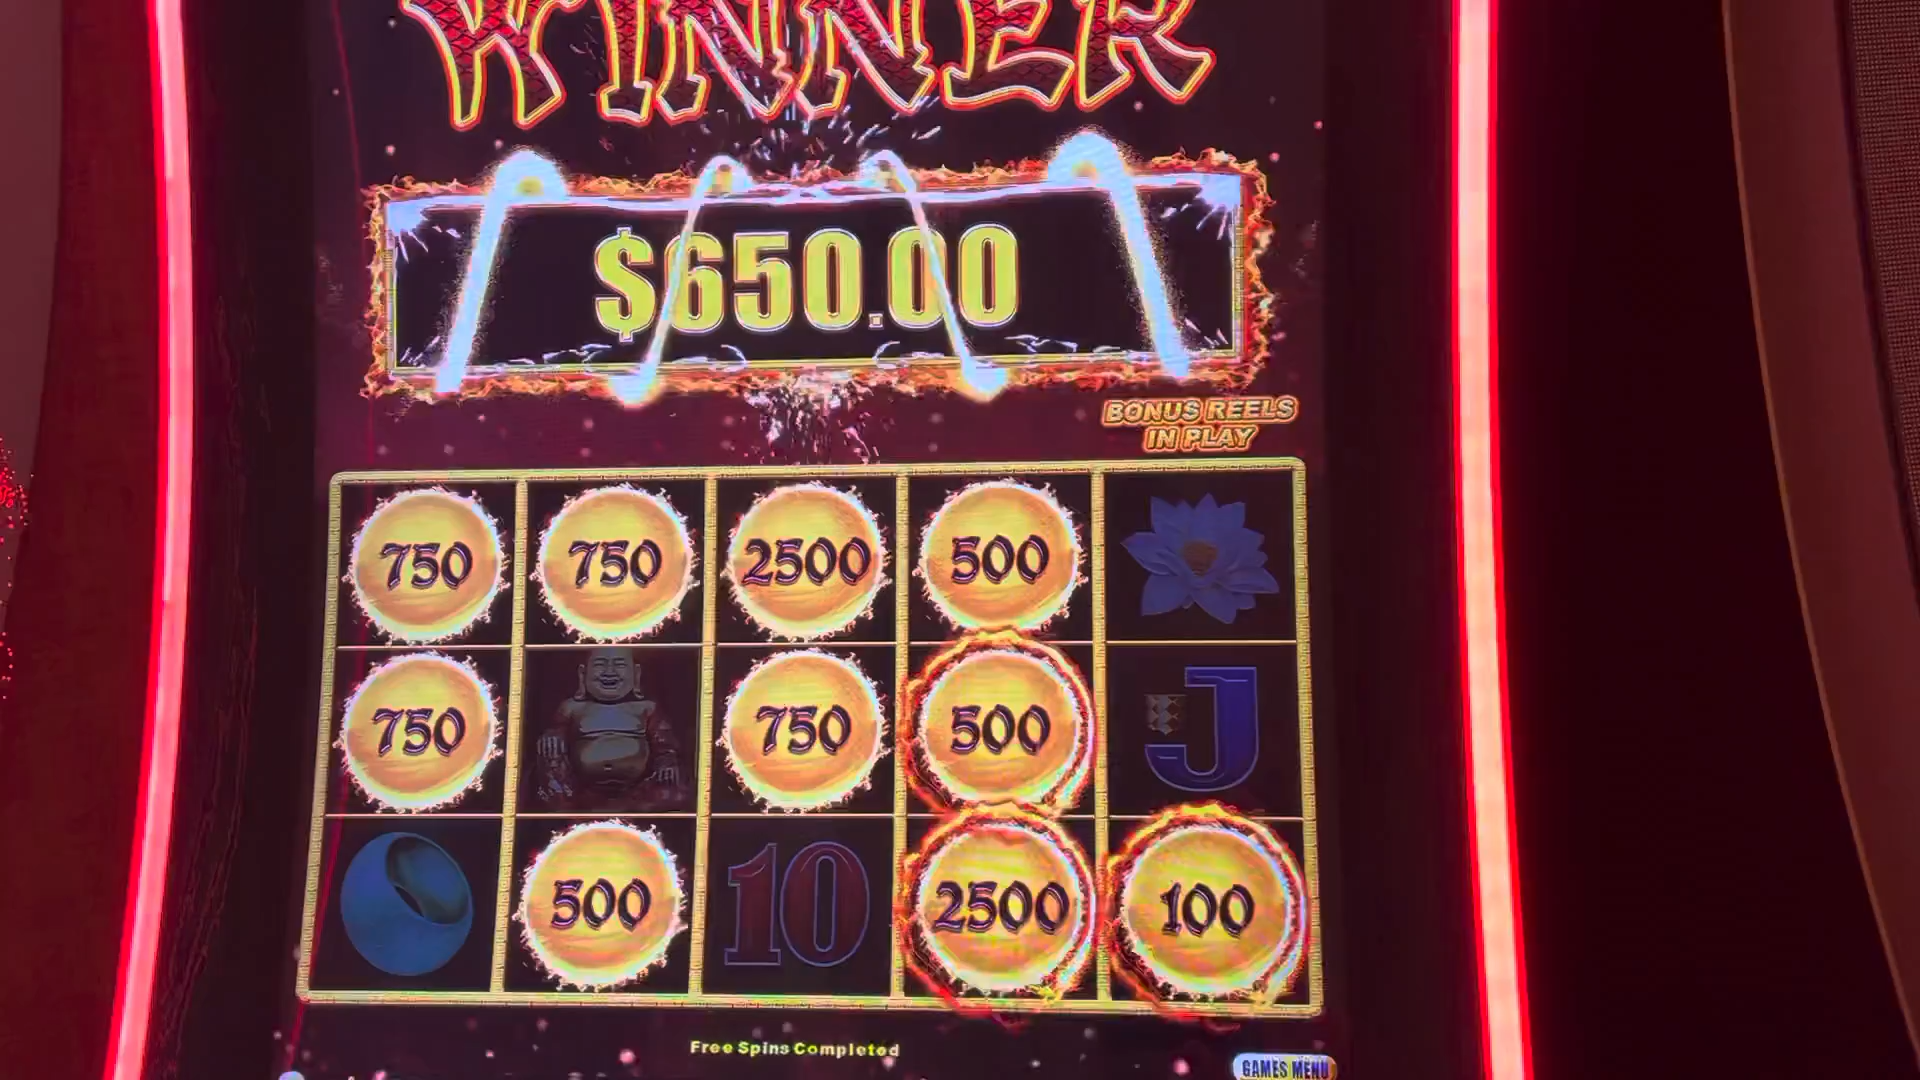 WINNER
$650.00
BONUS REELS
IN PLAY
750 750 2500 500
750 750 500 J
500 10 2500 100
Free Spins Completed
GAMES MENU